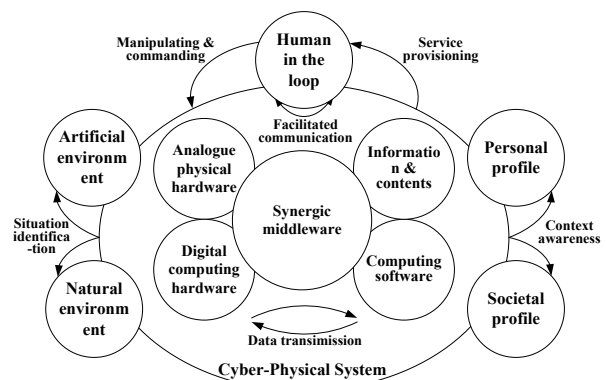 Manipulating &
commanding
Human
in the
loop
Service
provisioning
Facilitated
communication
Artificial
environm
ent
Analogue
physical
hardware
Informatio
n &
contents
Personal
profile
Situation
identifica
-tion
Synergic
middleware
Context
awareness
Digital
computing
hardware
Computing
software
Natural
environm
ent
Societal
profile
Data transimission
Cyber-Physical System